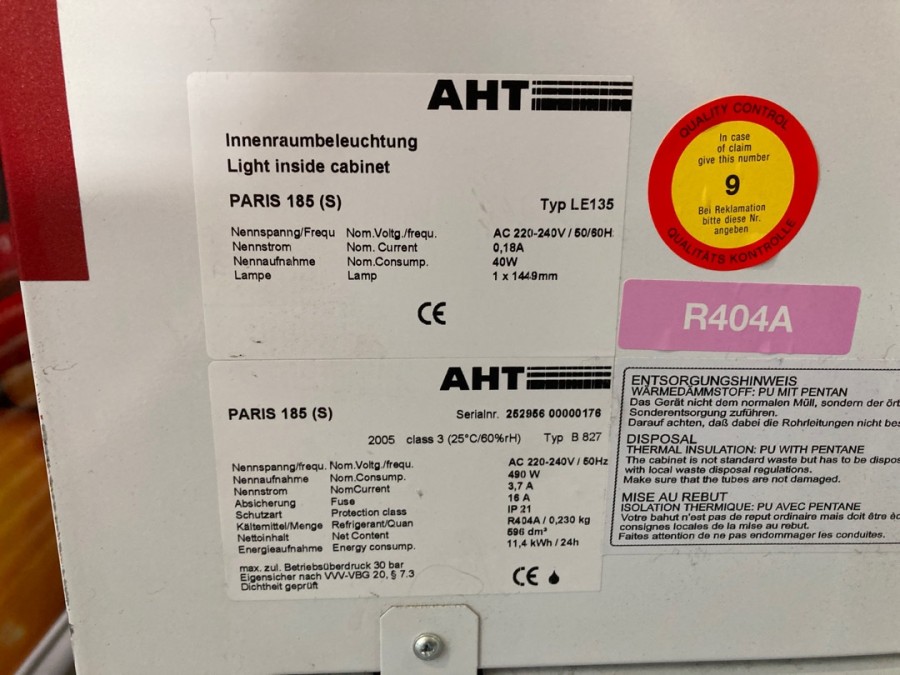 AHT
Innenraumbeleuchtung
Light inside cabinet
PARIS 185 (S) Typ LE135
Nennspanng/Frequ Nom.Voltg./frequ. AC 220-240V / 50/60H
Nennstrom Nom. Current 0,18A
Nennaufnahme Nom.Consump. 40W
Lampe Lamp 1 x 1449mm
CE
QUALITY CONTROL
In case
of claim
give this number
9
Bei Reklamation
bitte diese Nr.
angeben
QUALITÄTS KONTROLLE
R404A
AHT
PARIS 185 (S) Serialnr. 252956 00000176
2005 class 3 (25°C/60%rH) Typ B 827
Nennspanng/frequ. Nom.Voltg./frequ. AC 220-240V / 50Hz
Nennaufnahme Nom.Consump. 490 W
Nennstrom NomCurrent 3,7 A
Absicherung Fuse 16 A
Schutzart Protection class IP 21
Kältemittel/Menge Refrigerant/Quan R404A / 0,230 kg
Nettoinhalt Net Content 596 dm³
Energieaufnahme Energy consump. 11,4 kWh / 24h
max. zul. Betriebsüberdruck 30 bar
Eigensicher nach VVV-VBG 20, § 7.3
Dichtheit geprüft
CE
ENTSORGUNGSHINWEIS
WÄRMEDÄMMSTOFF: PU MIT PENTAN
Das Gerät nicht dem normalen Müll, sondern der ört
Sonderentsorgung zuführen.
Darauf achten, daß dabei die Rohrleitungen nicht bes
DISPOSAL
THERMAL INSULATION: PU WITH PENTANE
The cabinet is not standard waste but has to be dispos
with local waste disposal regulations.
Make sure that the tubes are not damaged.
MISE AU REBUT
ISOLATION THERMIQUE: PU AVEC PENTANE
Votre bahut n'est pas de reput ordinaire mais doit être éc
consignes locales de la mise au rebut.
Faites attention de ne pas endommager les conduites.